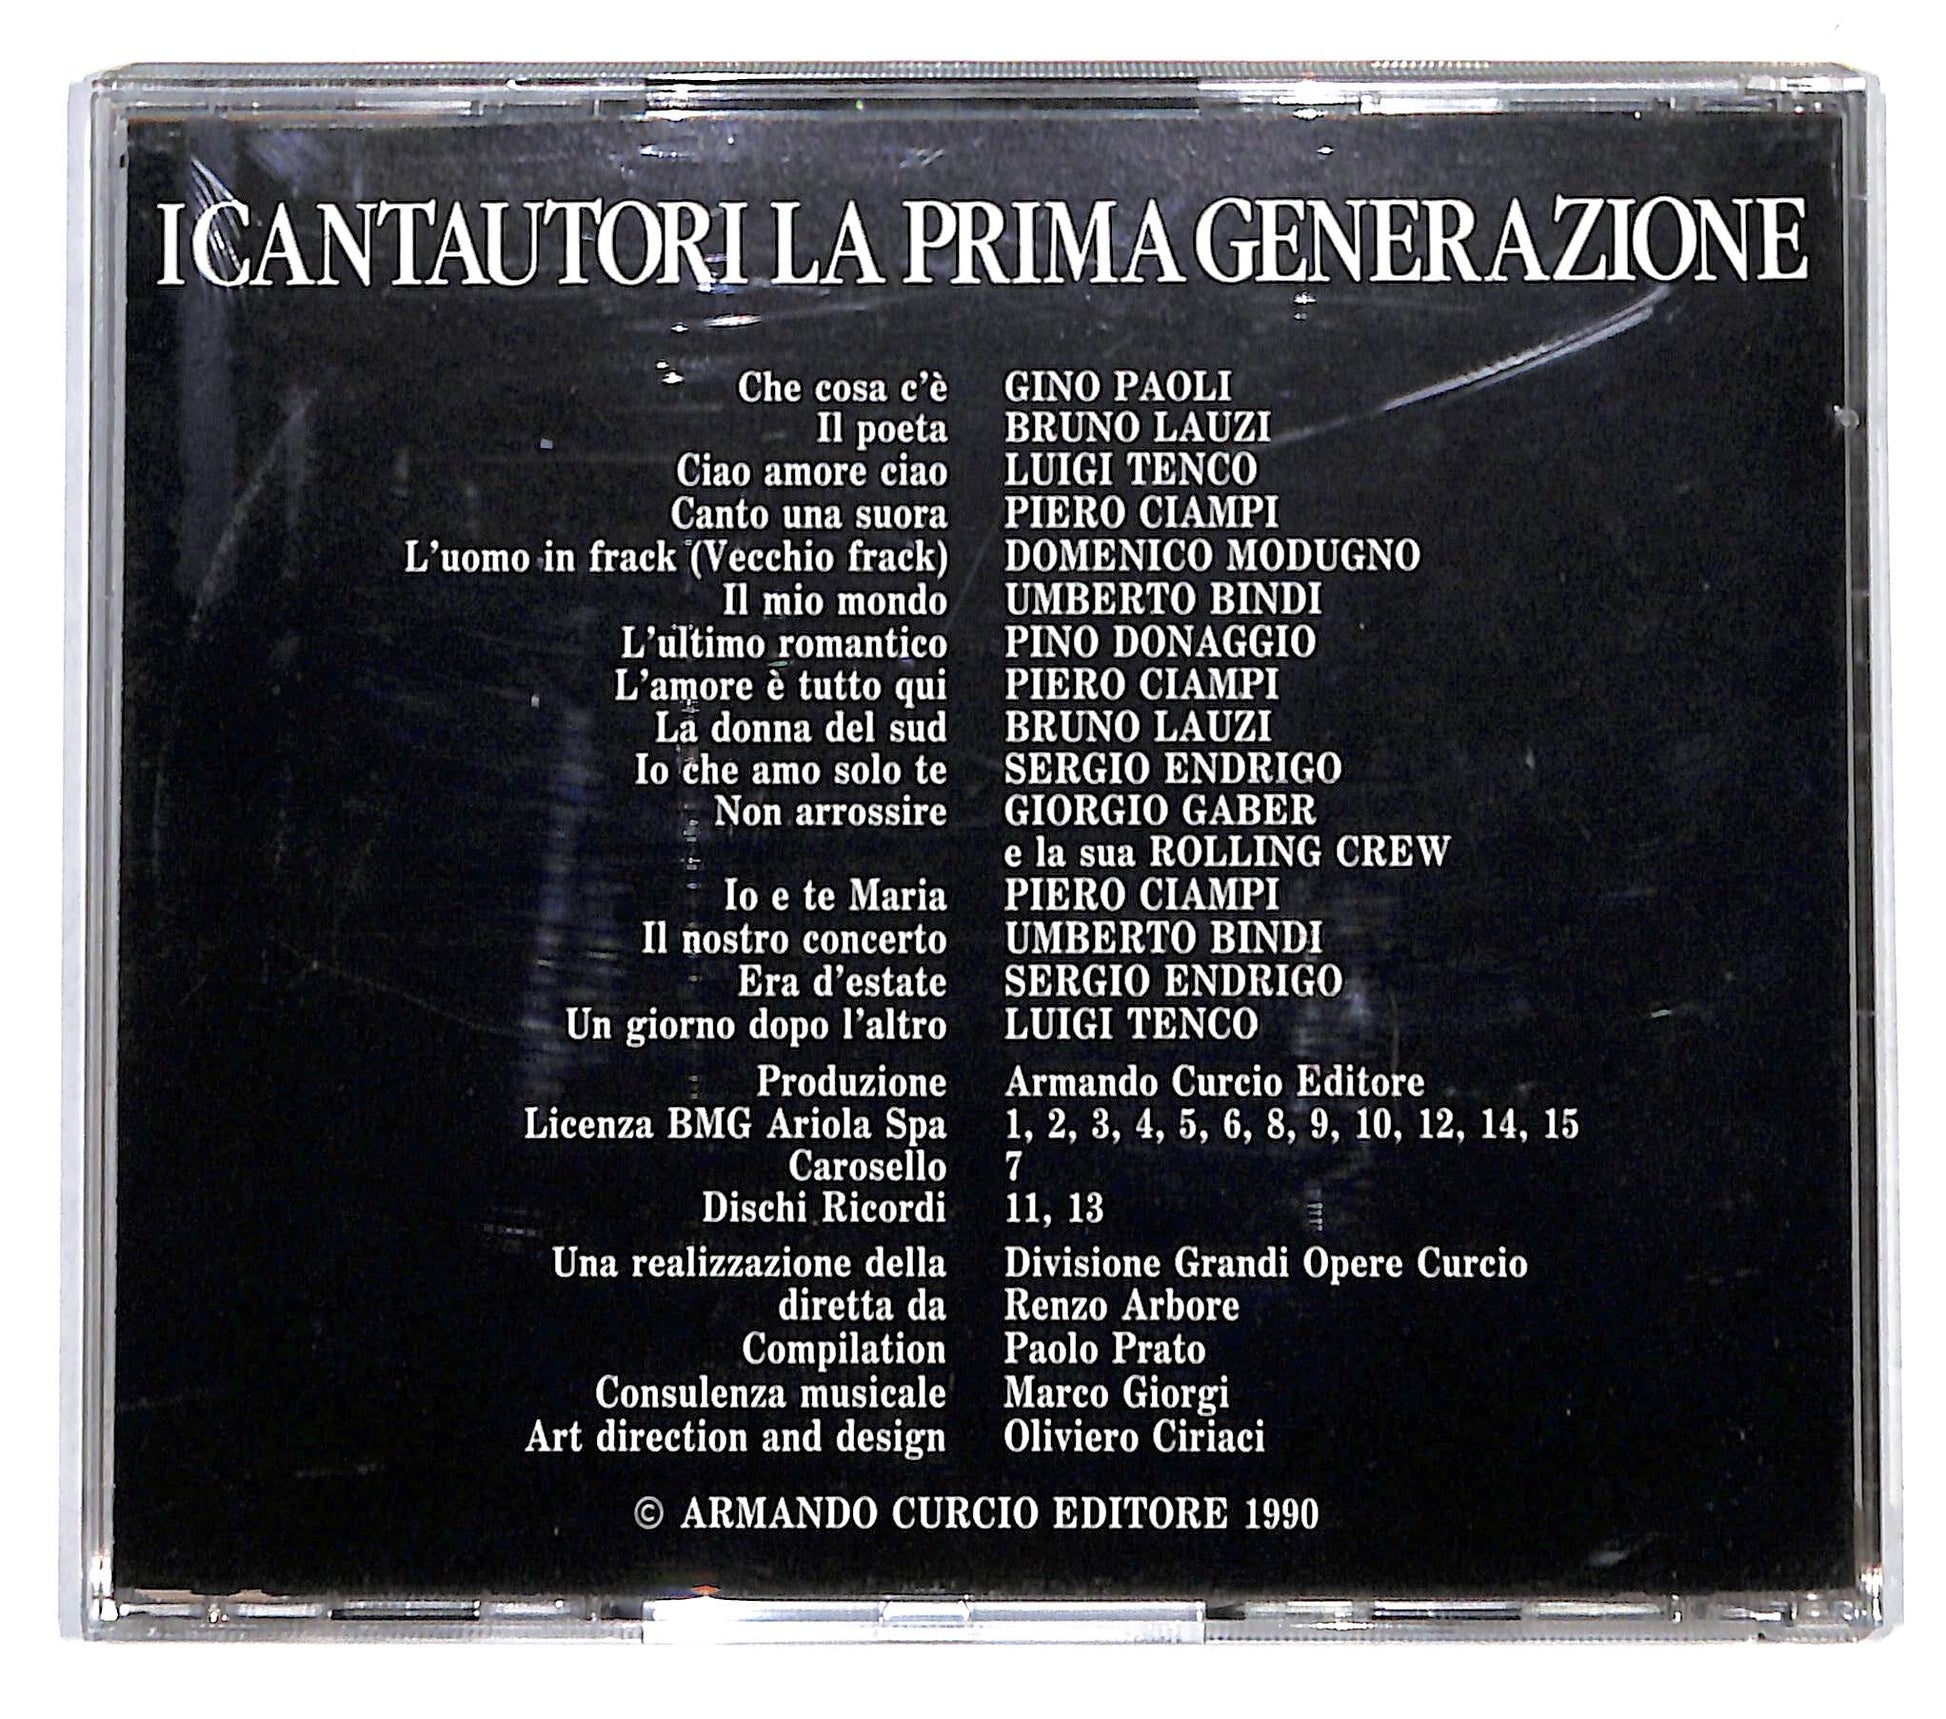 I CANTAUTORI LA PRIMA GENERAZIONE
Che cosa c'è GINO PAOLI
Il poeta BRUNO LAUZI
Ciao amore ciao LUIGI TENCO
Canto una suora PIERO CIAMPI
L'uomo in frack (Vecchio frack) DOMENICO MODUGNO
Il mio mondo UMBERTO BINDI
L'ultimo romantico PINO DONAGGIO
L'amore è tutto qui PIERO CIAMPI
La donna del sud BRUNO LAUZI
Io che amo solo te SERGIO ENDRIGO
Non arrossire GIORGIO GABER
e la sua ROLLING CREW
Io e te Maria PIERO CIAMPI
Il nostro concerto UMBERTO BINDI
Era d'estate SERGIO ENDRIGO
Un giorno dopo l'altro LUIGI TENCO
Produzione Armando Curcio Editore
Licenza BMG Ariola Spa 1, 2, 3, 4, 5, 6, 8, 9, 10, 12, 14, 15
Carosello 7
Dischi Ricordi 11, 13
Una realizzazione della Divisione Grandi Opere Curcio
diretta da Renzo Arbore
Compilation Paolo Prato
Consulenza musicale Marco Giorgi
Art direction and design Oliviero Ciriaci
© ARMANDO CURCIO EDITORE 1990